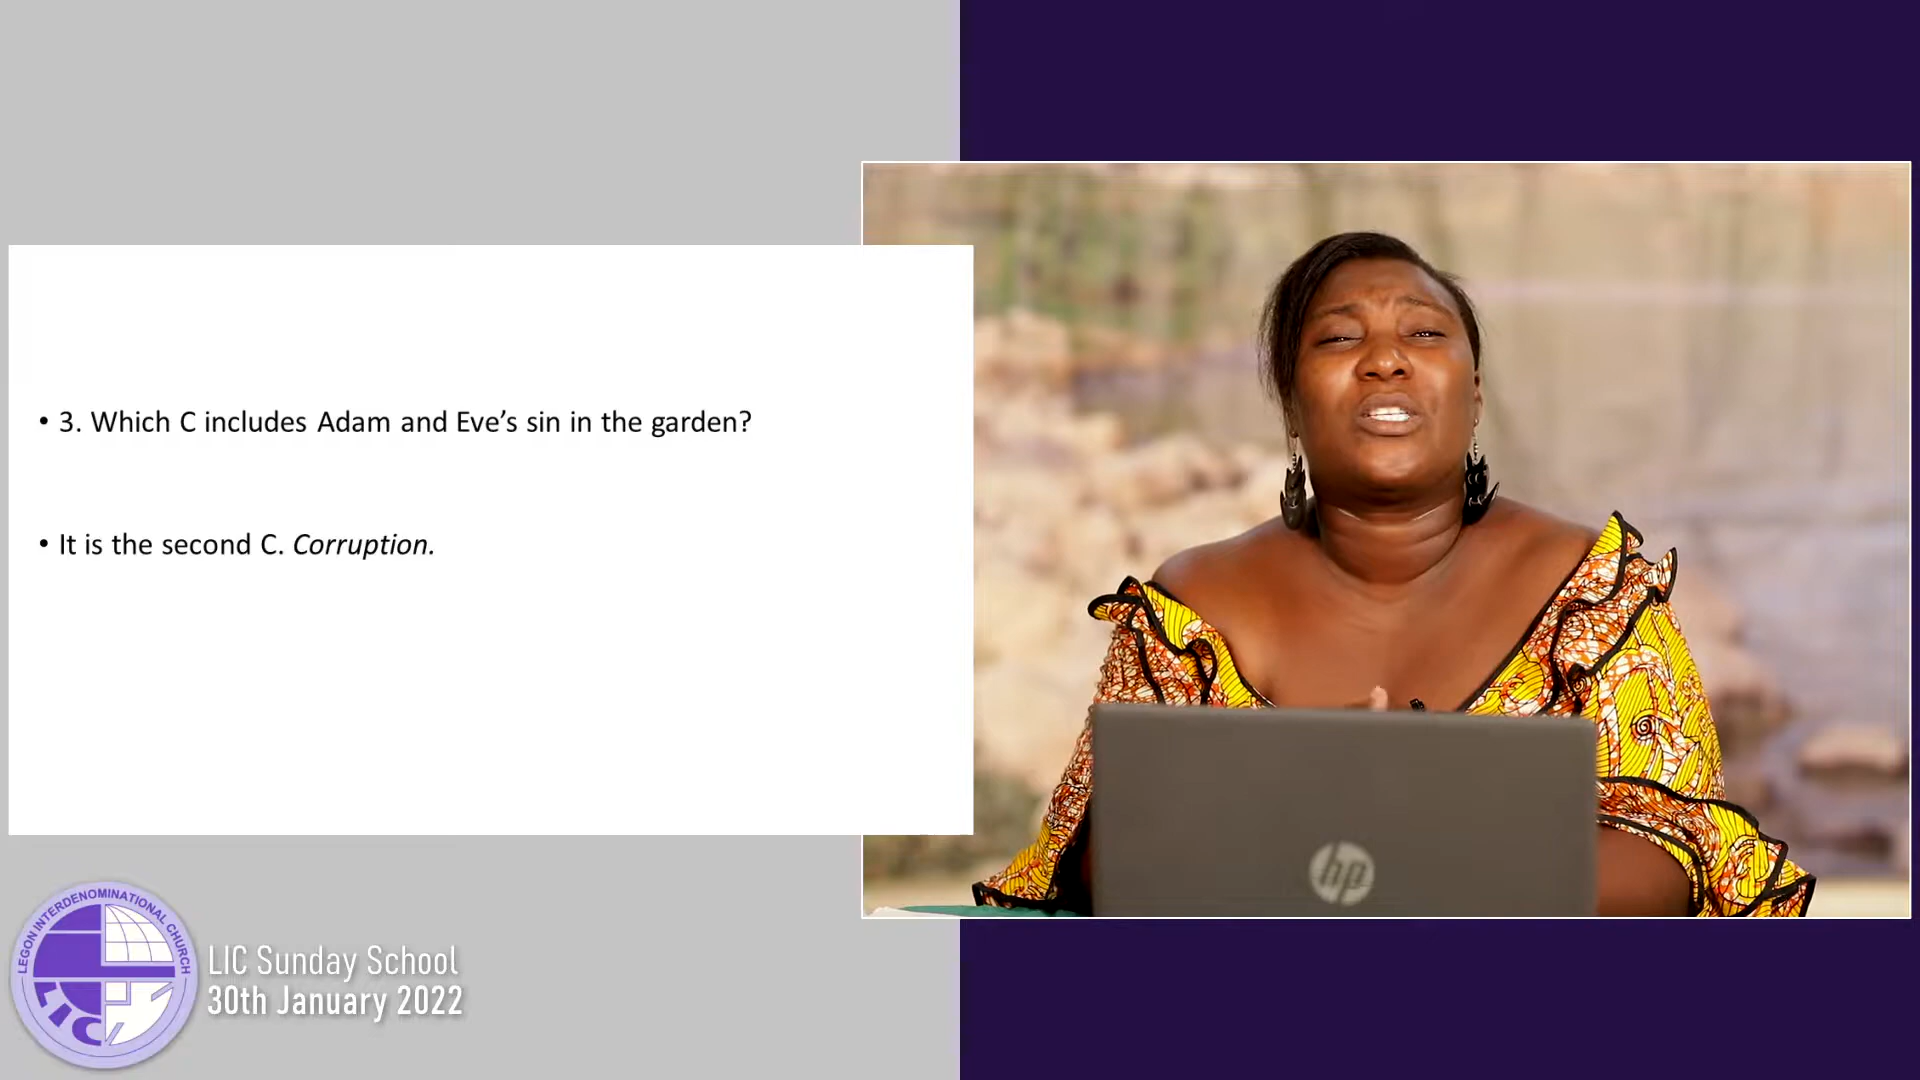 • 3. Which C includes Adam and Eve’s sin in the garden?
• It is the second C. Corruption.
hp
LEGON INTERDENOMINATIONAL CHURCH
LIC
LIC Sunday School
30th January 2022